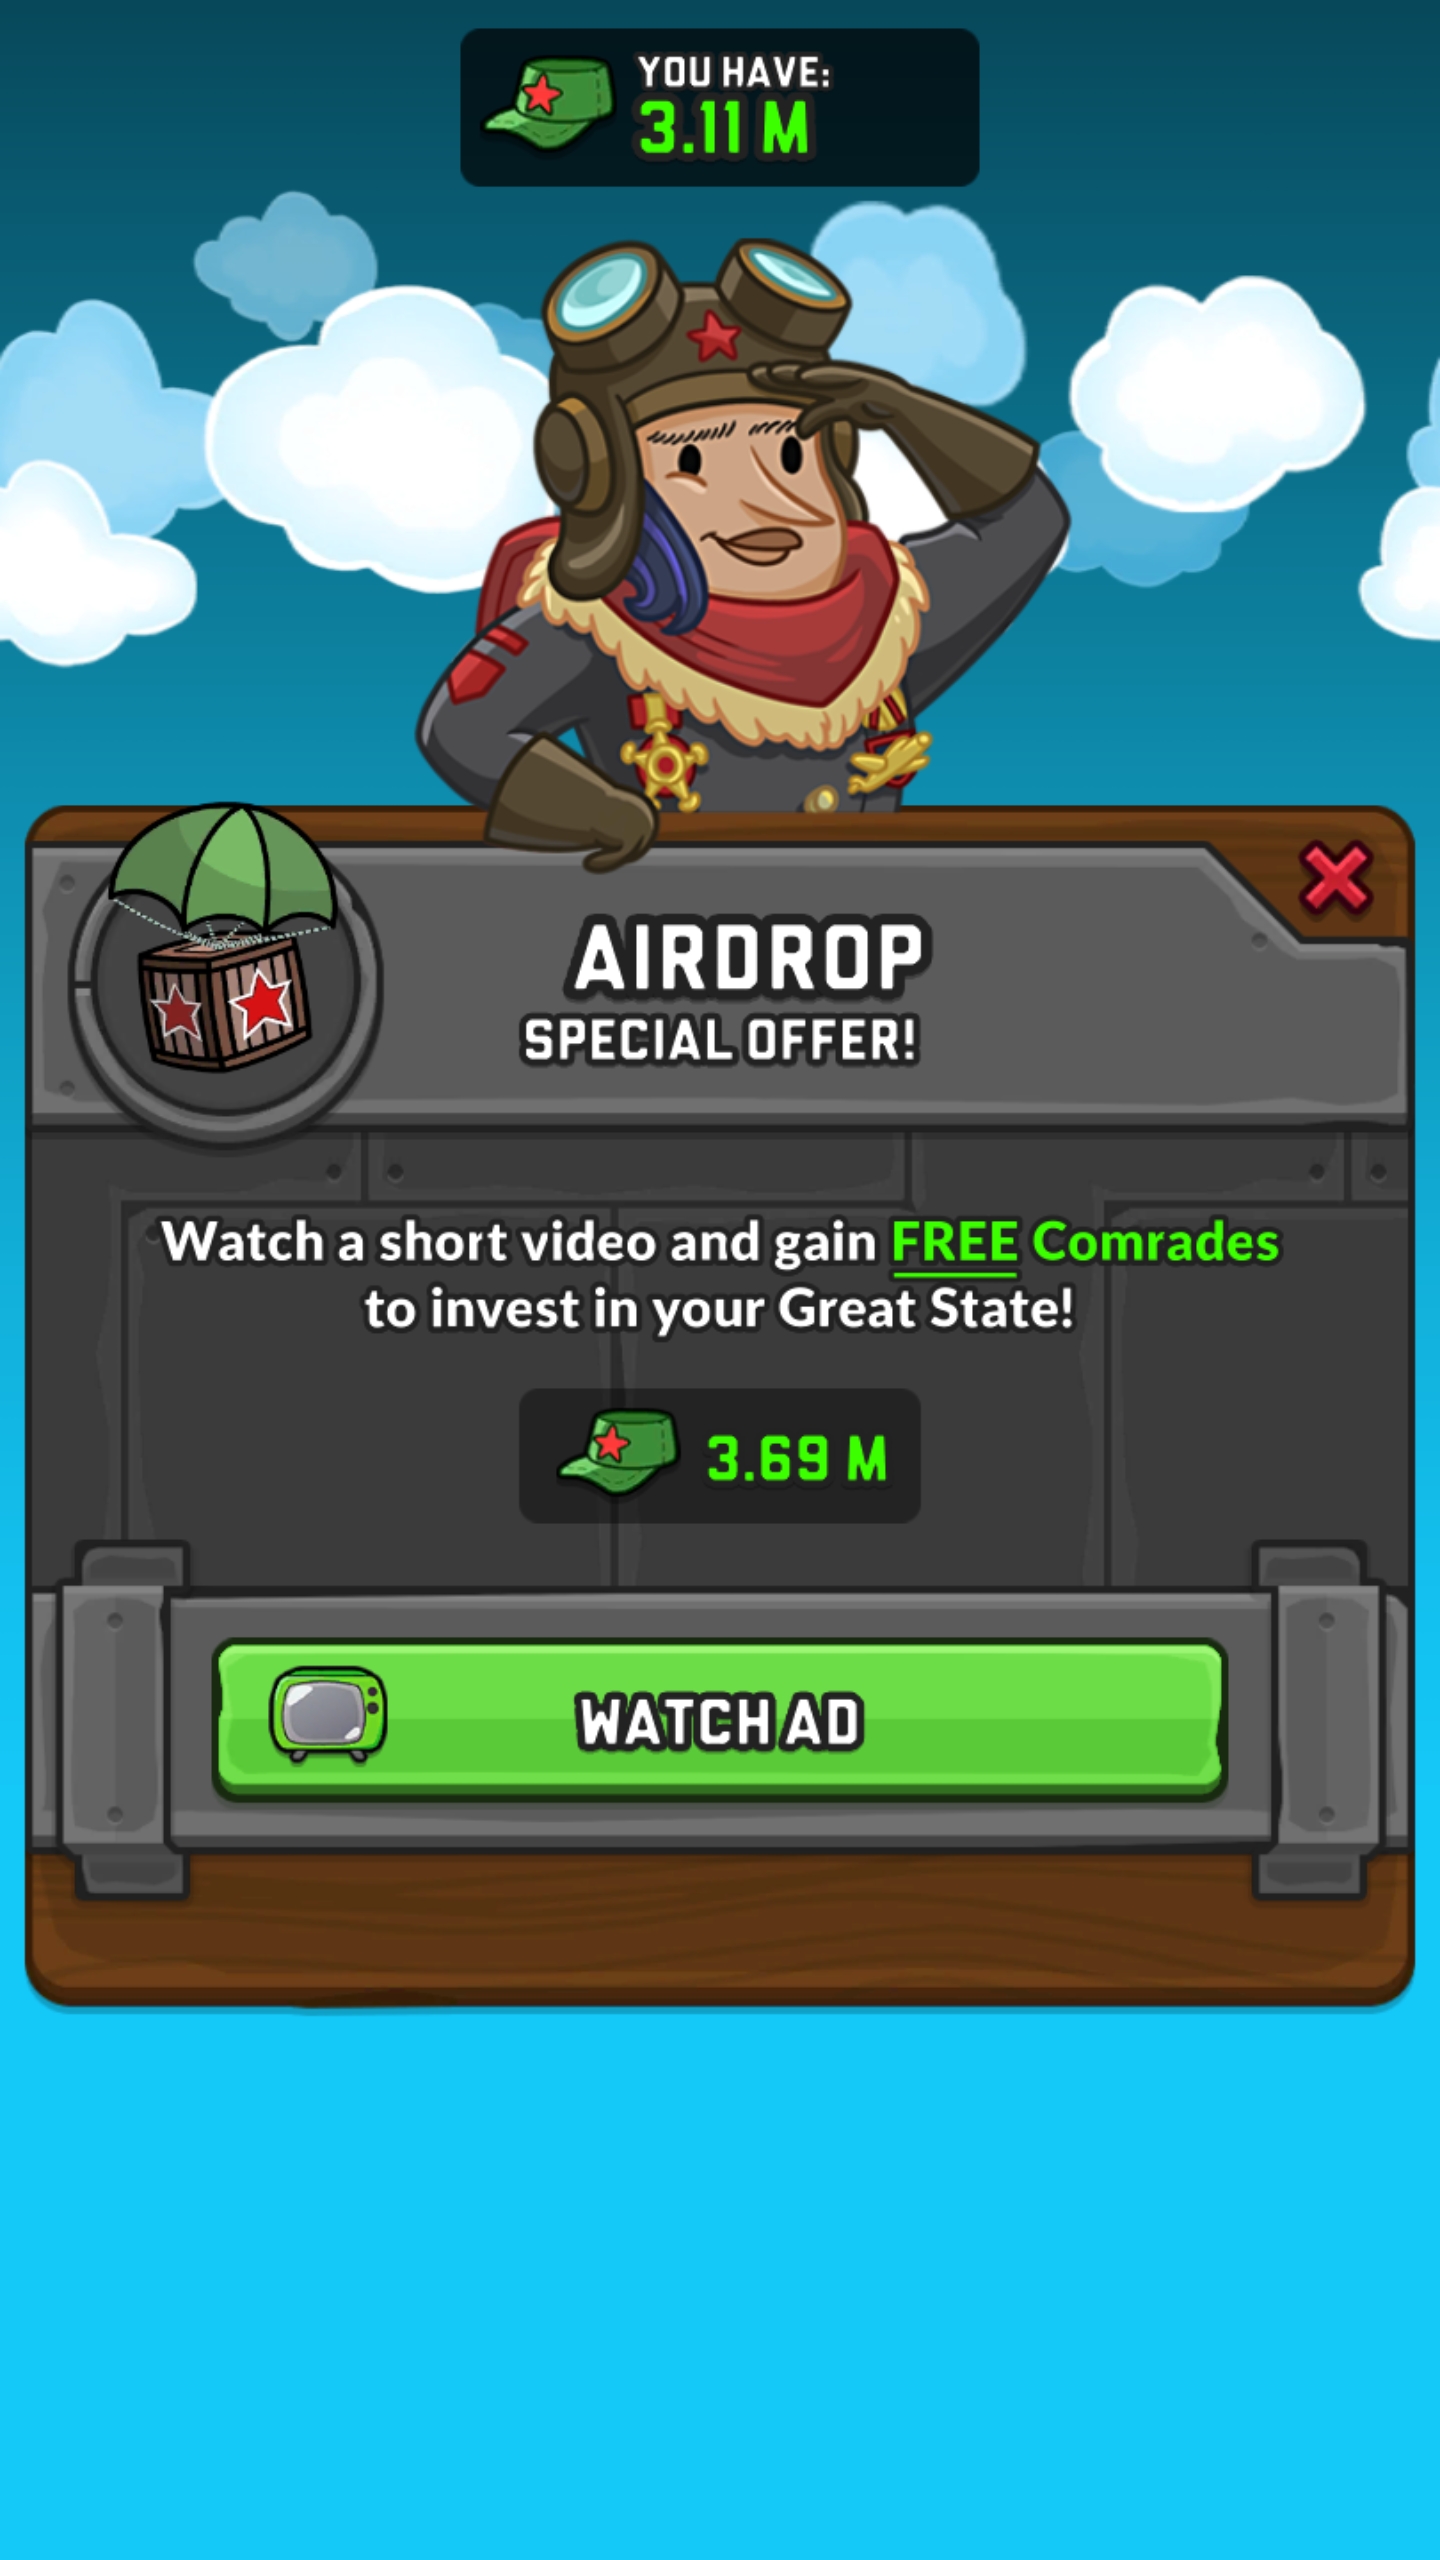 YOU HAVE:
3.11 M
AIRDROP
SPECIAL OFFER!
Watch a short video and gain FREE Comrades
to invest in your Great State!
3.69 M
WATCH AD